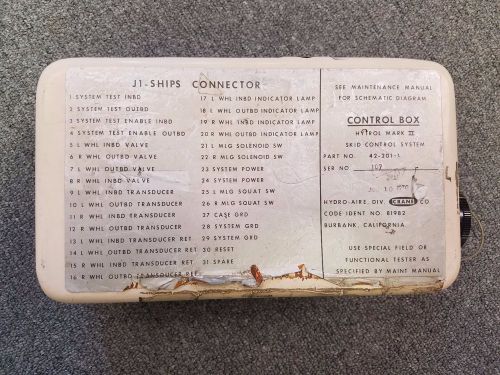 J1-SHIPS CONNECTOR
1 SYSTEM TEST INBD
2 SYSTEM TEST OUTBD
3 SYSTEM TEST ENABLE INBD
4 SYSTEM TEST ENABLE OUTBD
5 L WHL INBD VALVE
6 R WHL OUTBD VALVE
7 L WHL OUTBD VALVE
8 R WHL INBD VALVE
9 L WHL INBD TRANSDUCER
10 L WHL OUTBD TRANSDUCER
11 R WHL INBD TRANSDUCER
12 R WHL OUTBD TRANSDUCER
13 L WHL INBD TRANSDUCER RET
14 L WHL OUTBD TRANSDUCER RET
15 R WHL INBD TRANSDUCER RET
16 R WHL OUTBD TRANSDUCER RET
17 L WHL INBD INDICATOR LAMP
18 L WHL OUTBD INDICATOR LAMP
19 R WHL INBD INDICATOR LAMP
20 R WHL OUTBD INDICATOR LAMP
21 MLG SOLENOID SW
22 MLG SOLENOID SW
23 SYSTEM POWER
24 SYSTEM POWER
25 L MLG SQUAT SW
26 R MLG SQUAT SW
37 CASE GRD
28 SYSTEM GRD
29 SYSTEM GRD
30 RESET
31 SPARE
SEE MAINTENANCE MANUAL
FOR SCHEMATIC DIAGRAM
CONTROL BOX
HYTROL MARK II
SKID CONTROL SYSTEM
PART NO. 42-201-1
SER NO 107
HYDRO-AIRE, DIV. CRANE CO
CODE IDENT NO. 81982
BURBANK, CALIFORNIA
USE SPECIAL FIELD OR
FUNCTIONAL TESTER AS
SPECIFIED BY MAINT MANUAL